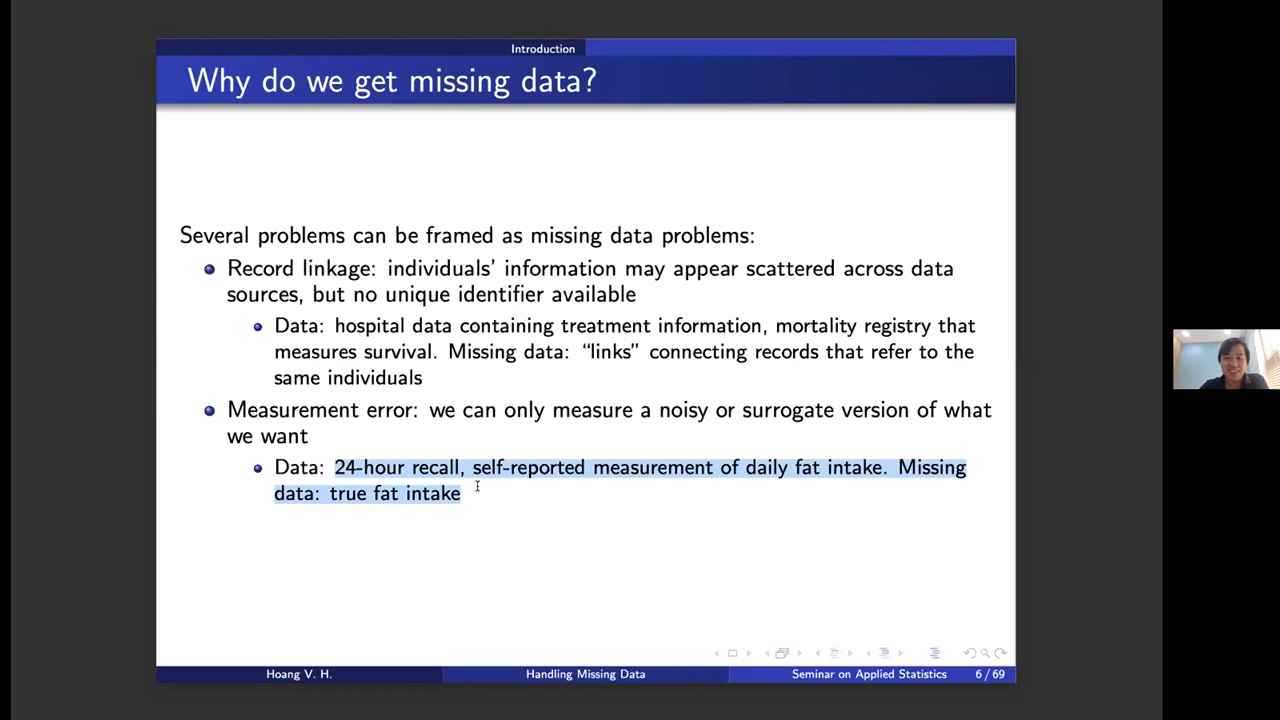 Introduction
Why do we get missing data?
Several problems can be framed as missing data problems:
Record linkage: individuals’ information may appear scattered across data
sources, but no unique identifier available
Data: hospital data containing treatment information, mortality registry that
measures survival. Missing data: “links” connecting records that refer to the
same individuals
Measurement error: we can only measure a noisy or surrogate version of what
we want
Data: 24-hour recall, self-reported measurement of daily fat intake. Missing
data: true fat intake
Hoang V. H. Handling Missing Data Seminar on Applied Statistics 6 / 69